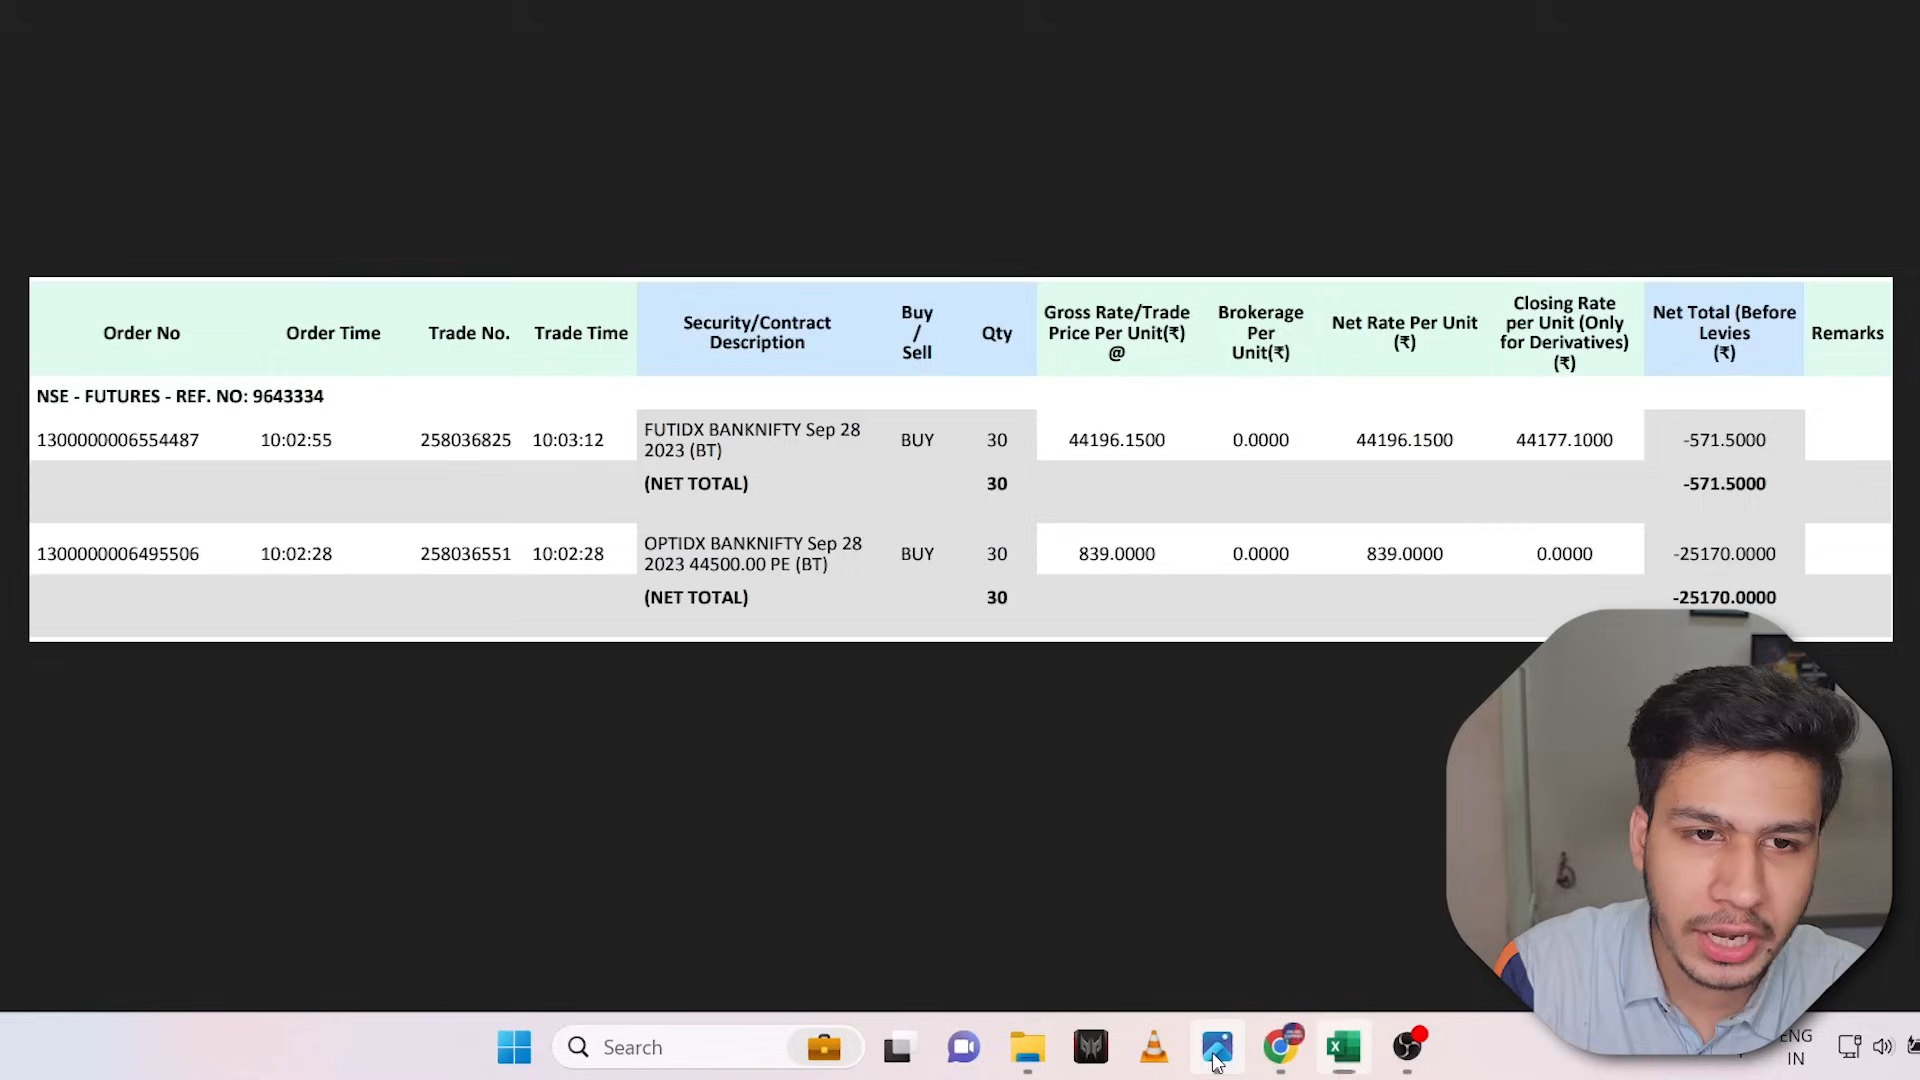 Order No Order Time Trade No. Trade Time Security/Contract Description Buy / Sell Qty Gross Rate/Trade Price Per Unit(₹) @ Brokerage Per Unit(₹) Net Rate Per Unit (₹) Closing Rate per Unit (Only for Derivatives) (₹) Net Total (Before Levies (₹) Remarks
NSE - FUTURES - REF. NO: 9643334
1300000006554487 10:02:55 258036825 10:03:12 FUTIDX BANKNIFTY Sep 28 2023 (BT) BUY 30 44196.1500 0.0000 44196.1500 44177.1000 -571.5000
(NET TOTAL) 30 -571.5000
1300000006495506 10:02:28 258036551 10:02:28 OPTIDX BANKNIFTY Sep 28 2023 44500.00 PE (BT) BUY 30 839.0000 0.0000 839.0000 0.0000 -25170.0000
(NET TOTAL) 30 -25170.0000
Search
ENG
IN